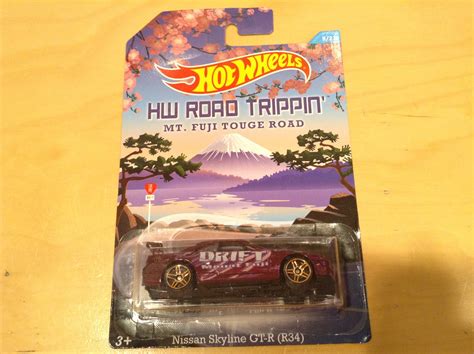 HOT WHEELS
HW ROAD TRIPPIN'
MT. FUJI TOUGE ROAD
DRIFT
3+
Nissan Skyline GT-R (R34)